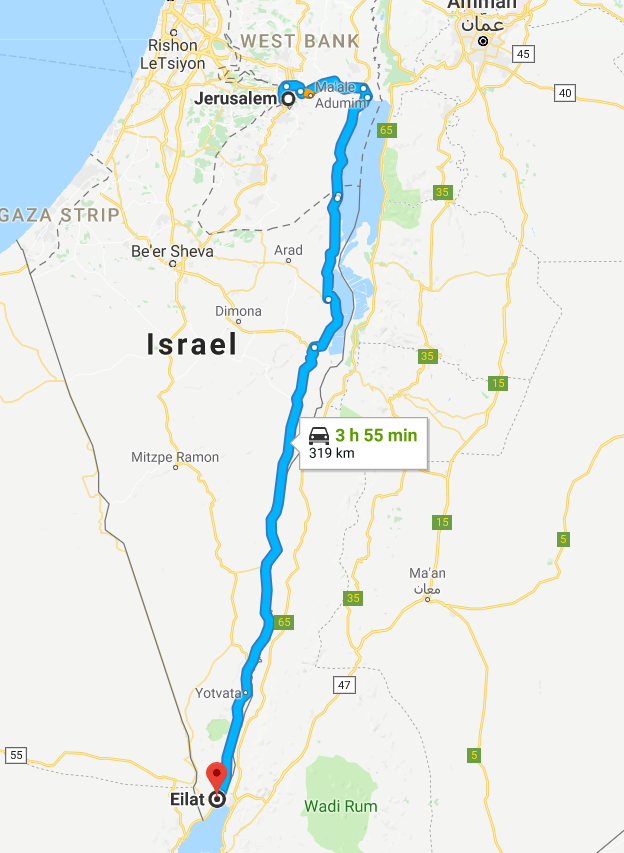 Amman
عمان
Rishon
LeTsiyon
WEST BANK
45
40
Jerusalem
Ma'ale
Adumim
65
35
GAZA STRIP
Be'er Sheva
Arad
Dimona
Israel
35
15
3 h 55 min
319 km
Mitzpe Ramon
15
5
Ma'an
معان
35
65
47
Yotvata
55
5
Eilat
Wadi Rum